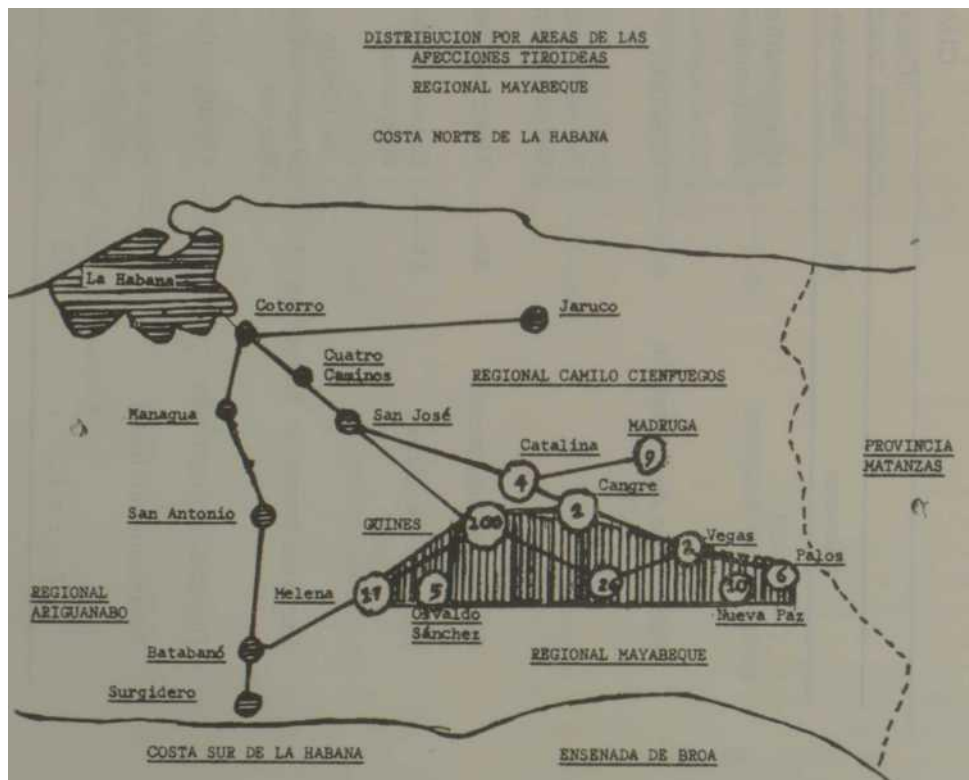 DISTRIBUCION POR AREAS DE LAS
AFECCIONES TIROIDEAS
REGIONAL MAYABEQUE
COSTA NORTE DE LA HABANA
La Habana
Cotorro
Jaruco
Cuatro
Caminos
REGIONAL CAMILO CIENFUEGOS
Managua
San José
Catalina
MADRUGA
9
4
Cangre
PROVINCIA
MATANZAS
San Antonio
GUINES
100
2
Vegas
2
Palos
6
REGIONAL
ARIGUANABO
Melena
27
5
26
10
Osvaldo
Sánchez
Nueva Paz
Batabanó
REGIONAL MAYABEQUE
Surgidero
COSTA SUR DE LA HABANA
ENSENADA DE BROA